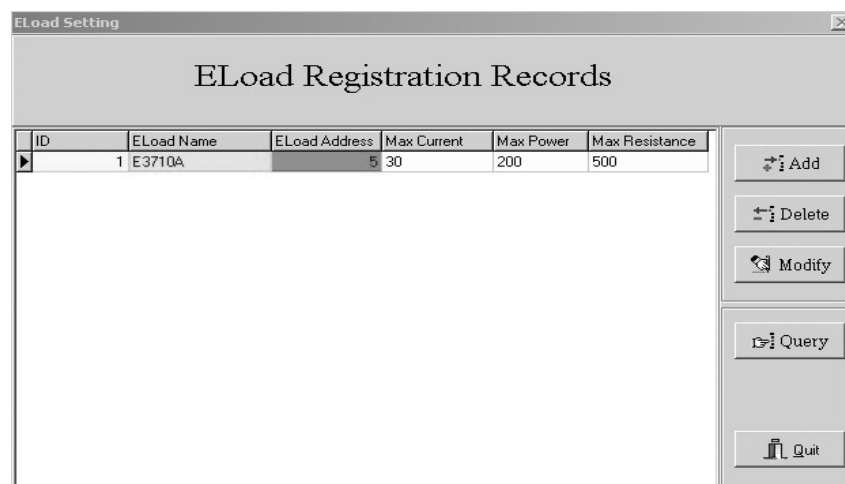 ELoad Setting
ELoad Registration Records
ID ELoad Name ELoad Address Max Current Max Power Max Resistance
1 E3710A 5 30 200 500
Add
Delete
Modify
Query
Quit